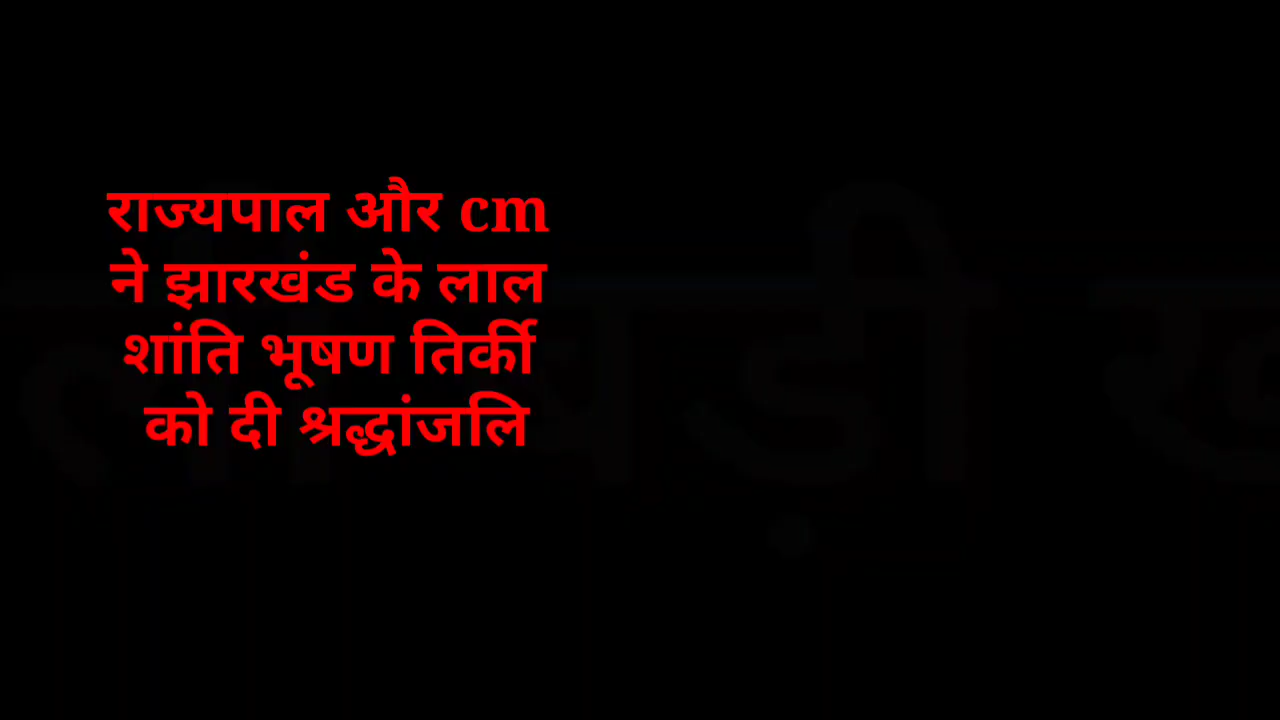 राज्यपाल और cm
ने झारखंड के लाल
शांति भूषण तिर्की
को दी श्रद्धांजलि